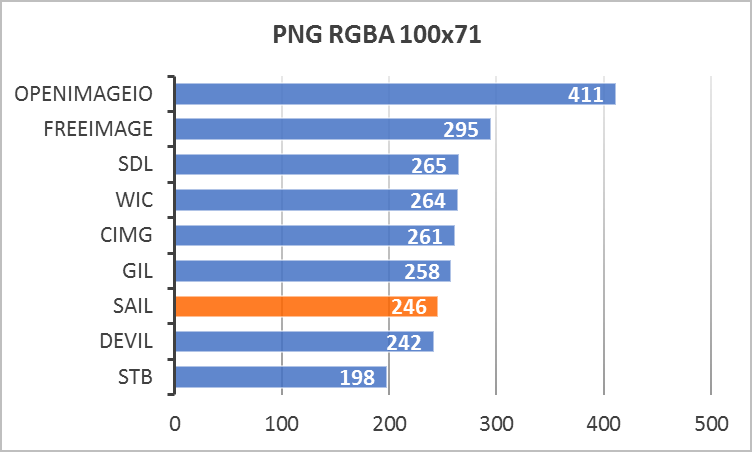 PNG RGBA 100x71
OPENIMAGEIO 411
FREEIMAGE 295
SDL 265
WIC 264
CIMG 261
GIL 258
SAIL 246
DEVIL 242
STB 198
0 100 200 300 400 500